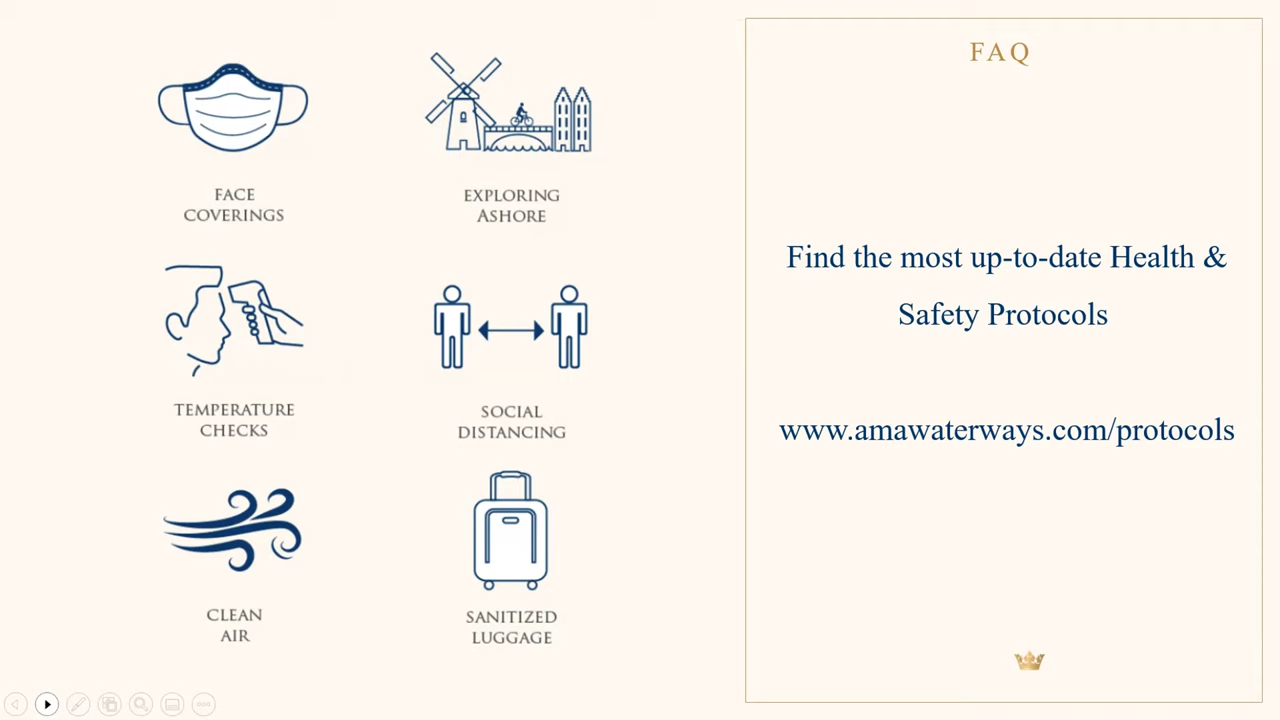 FACE
COVERINGS
EXPLORING
ASHORE
TEMPERATURE
CHECKS
SOCIAL
DISTANCING
CLEAN
AIR
SANITIZED
LUGGAGE
FAQ
Find the most up-to-date Health &
Safety Protocols
www.amawaterways.com/protocols